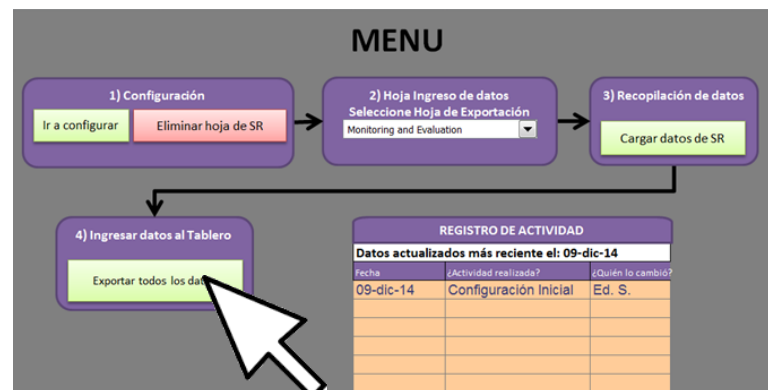 MENU
1) Configuración
Ir a configurar
Eliminar hoja de SR
2) Hoja Ingreso de datos
Seleccione Hoja de Exportación
Monitoring and Evaluation
3) Recopilación de datos
Cargar datos de SR
4) Ingresar datos al Tablero
Exportar todos los dat
REGISTRO DE ACTIVIDAD
Datos actualizados más reciente el: 09-dic-14
Fecha ¿Actividad realizada? ¿Quién lo cambió?
09-dic-14 Configuración Inicial Ed. S.